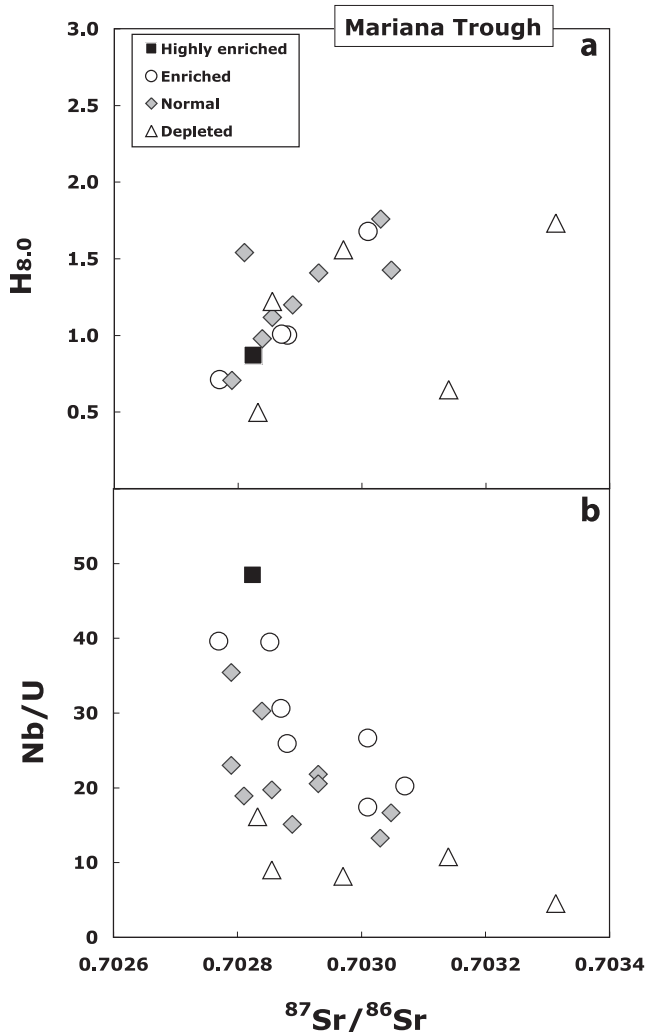 Mariana Trough
a
Highly enriched
Enriched
Normal
Depleted
3.0
2.5
2.0
1.5
1.0
0.5
H8.0
b
50
40
30
20
10
0
Nb/U
0.7026 0.7028 0.7030 0.7032 0.7034
87Sr/86Sr